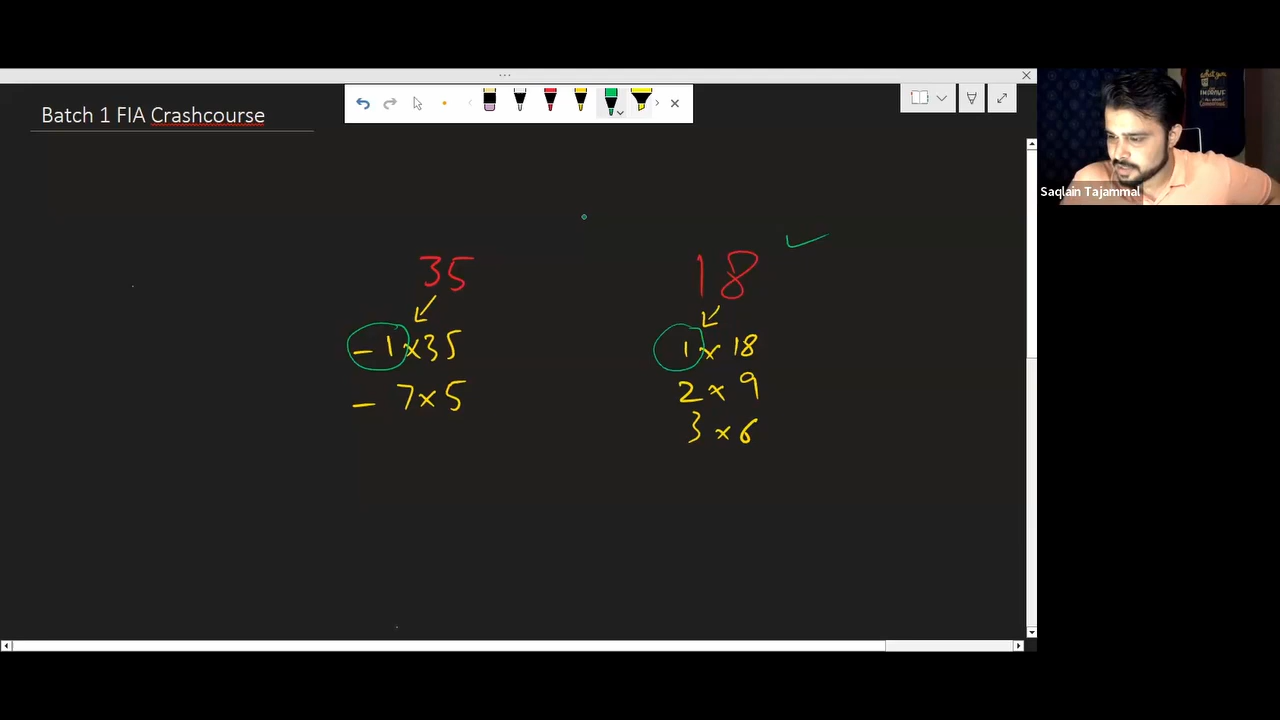 Batch 1 FIA Crashcourse
Saqlain Tajammal
35
18
- 1 x 35
1 x 18
- 7 x 5
2 x 9
3 x 6